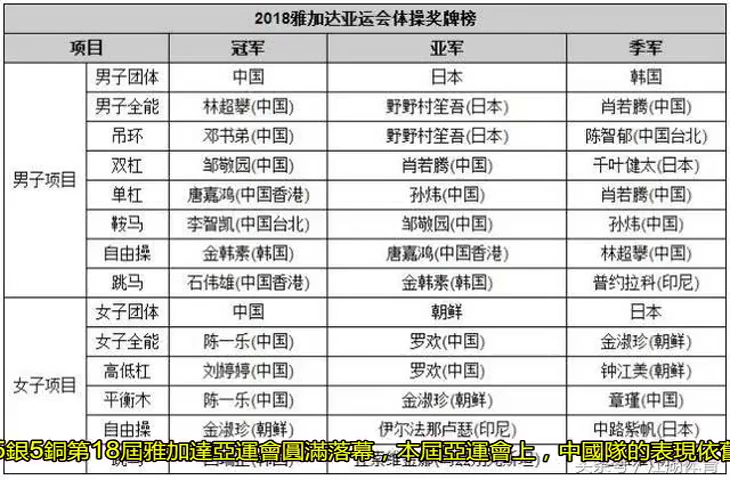 2018雅加达亚运会体操奖牌榜
项目 冠军 亚军 季军
男子项目
男子团体 中国 日本 韩国
男子全能 林超攀(中国) 野野村笙吾(日本) 肖若腾(中国)
吊环 邓书弟(中国) 野野村笙吾(日本) 陈智郁(中国台北)
双杠 邹敬园(中国) 肖若腾(中国) 千叶健太(日本)
单杠 唐嘉鸿(中国香港) 孙炜(中国) 肖若腾(中国)
鞍马 李智凯(中国台北) 邹敬园(中国) 孙炜(中国)
自由操 金韩素(韩国) 唐嘉鸿(中国香港) 林超攀(中国)
跳马 石伟雄(中国香港) 金韩素(韩国) 普约拉科(印尼)
女子项目
女子团体 中国 朝鲜 日本
女子全能 陈一乐(中国) 罗欢(中国) 金淑珍(朝鲜)
高低杠 刘婷婷(中国) 罗欢(中国) 钟江美(朝鲜)
平衡木 陈一乐(中国) 金淑珍(朝鲜) 章瑾(中国)
自由操 金淑珍(朝鲜) 伊尔法那卢瑟(印尼) 中路紫帆(日本)
5銀5銅第18屆雅加達亞運會圓滿落幕，本屆亞運會上，中國隊的表現依舊